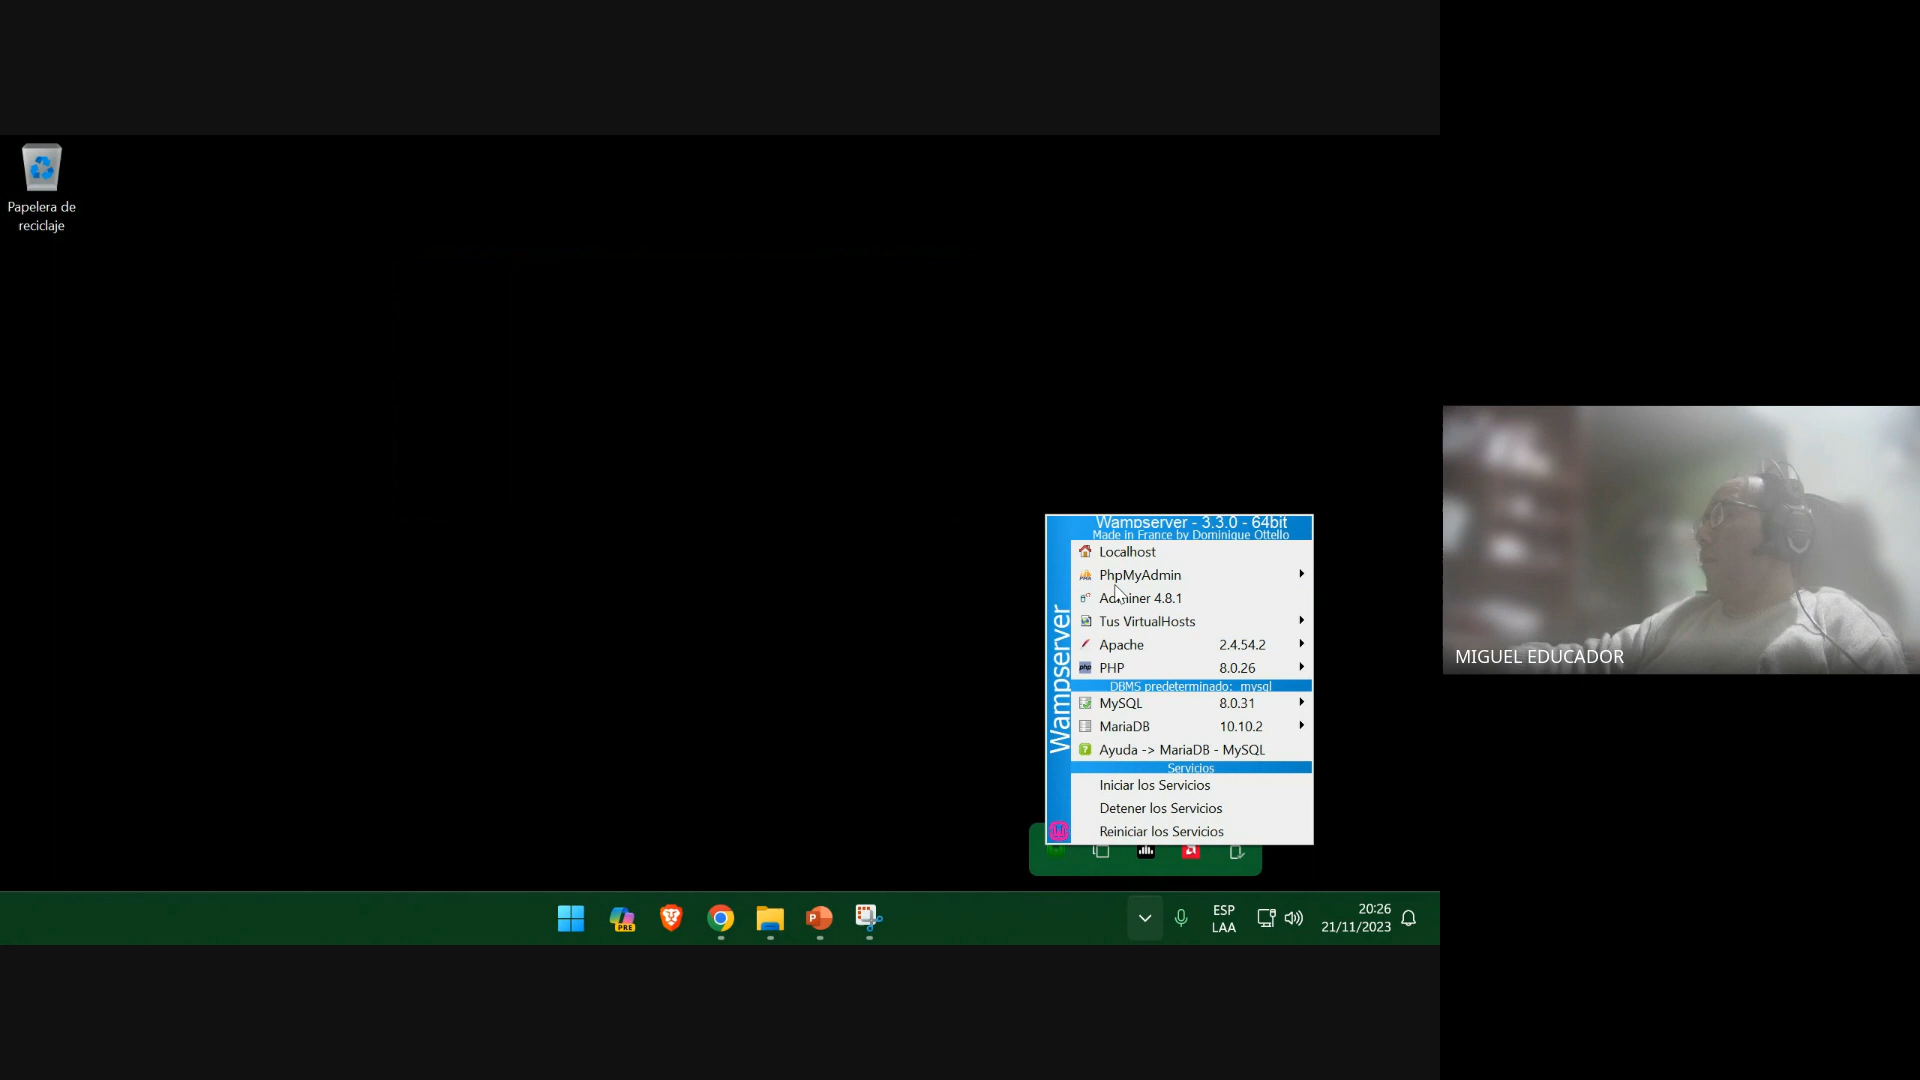 Papelera de
reciclaje
Wampserver - 3.3.0 - 64bit
Made in France by Dominique Ottello
Wampserver
Localhost
PhpMyAdmin
Adminer 4.8.1
Tus VirtualHosts
Apache 2.4.54.2
PHP 8.0.26
DBMS predeterminado: mysql
MySQL 8.0.31
MariaDB 10.10.2
Ayuda -> MariaDB - MySQL
Servicios
Iniciar los Servicios
Detener los Servicios
Reiniciar los Servicios
MIGUEL EDUCADOR
PRE
ESP
LAA
20:26
21/11/2023